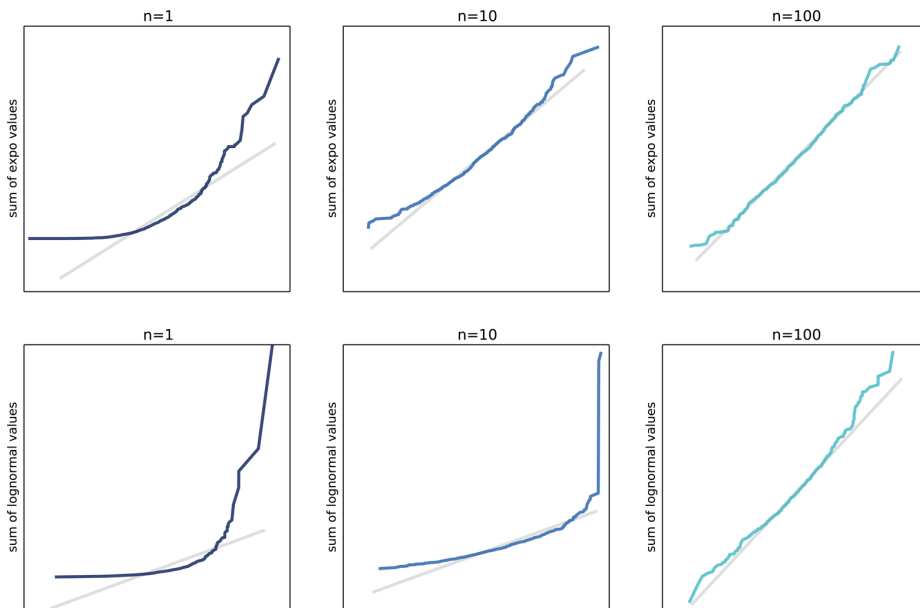 n=1
n=10
n=100
sum of expo values
sum of expo values
sum of expo values
n=1
n=10
n=100
sum of lognormal values
sum of lognormal values
sum of lognormal values